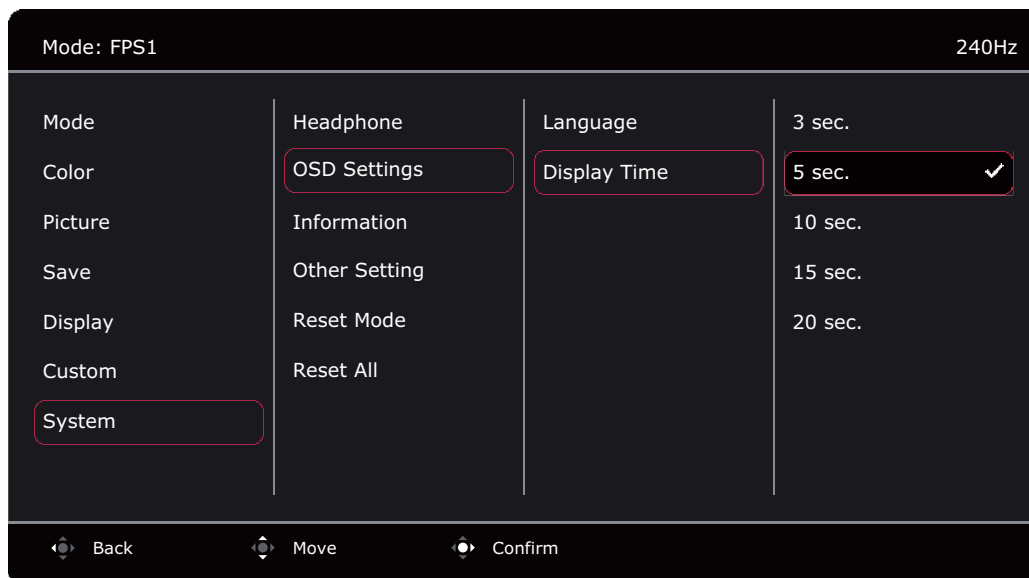 Mode: FPS1
240Hz
Mode
Color
Picture
Save
Display
Custom
System
Headphone
OSD Settings
Information
Other Setting
Reset Mode
Reset All
Language
Display Time
3 sec.
5 sec.
10 sec.
15 sec.
20 sec.
Back
Move
Confirm